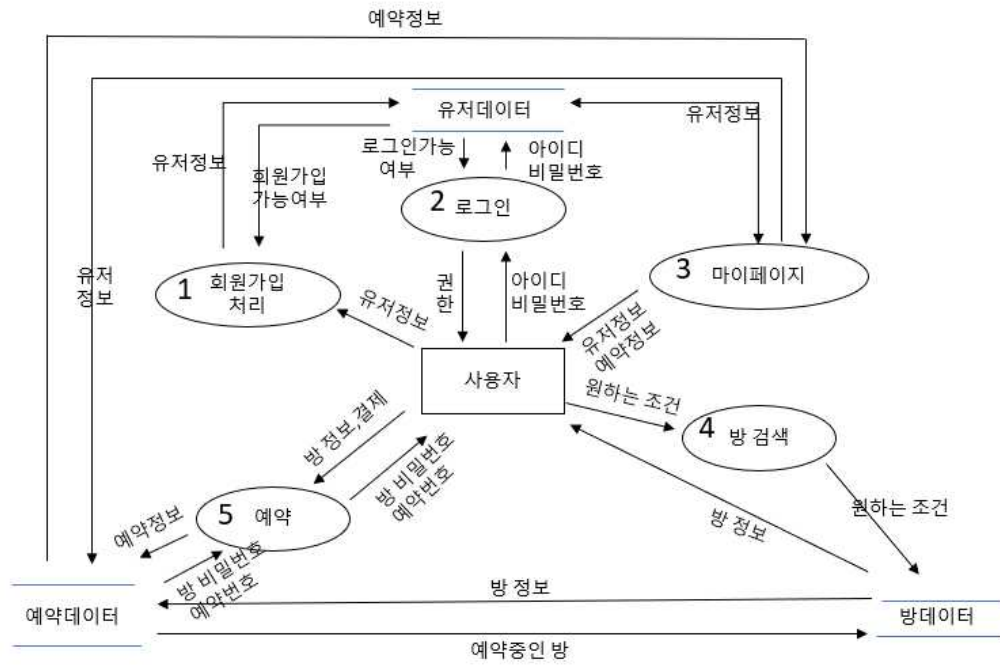 예약정보
유저데이터
유저정보
로그인가능
여부
아이디
비밀번호
유저정보
회원가입
가능여부
2 로그인
유저
정보
1 회원가입
처리
3 마이페이지
권
한
아이디
비밀번호
유저정보
유저정보
예약정보
사용자
원하는 조건
4 방 검색
방 정보,결제
방 비밀번호
예약번호
원하는 조건
5 예약
예약정보
방 정보
방 비밀번호
예약번호
방 정보
예약데이터
방데이터
예약중인 방